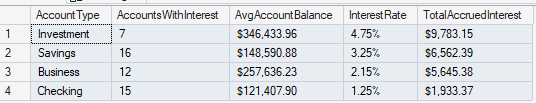 AccountType AccountsWithInterest AvgAccountBalance InterestRate TotalAccruedInterest
1 Investment 7 $346,433.96 4.75% $9,783.15
2 Savings 16 $148,590.88 3.25% $6,562.39
3 Business 12 $257,636.23 2.15% $5,645.38
4 Checking 15 $121,407.90 1.25% $1,933.37